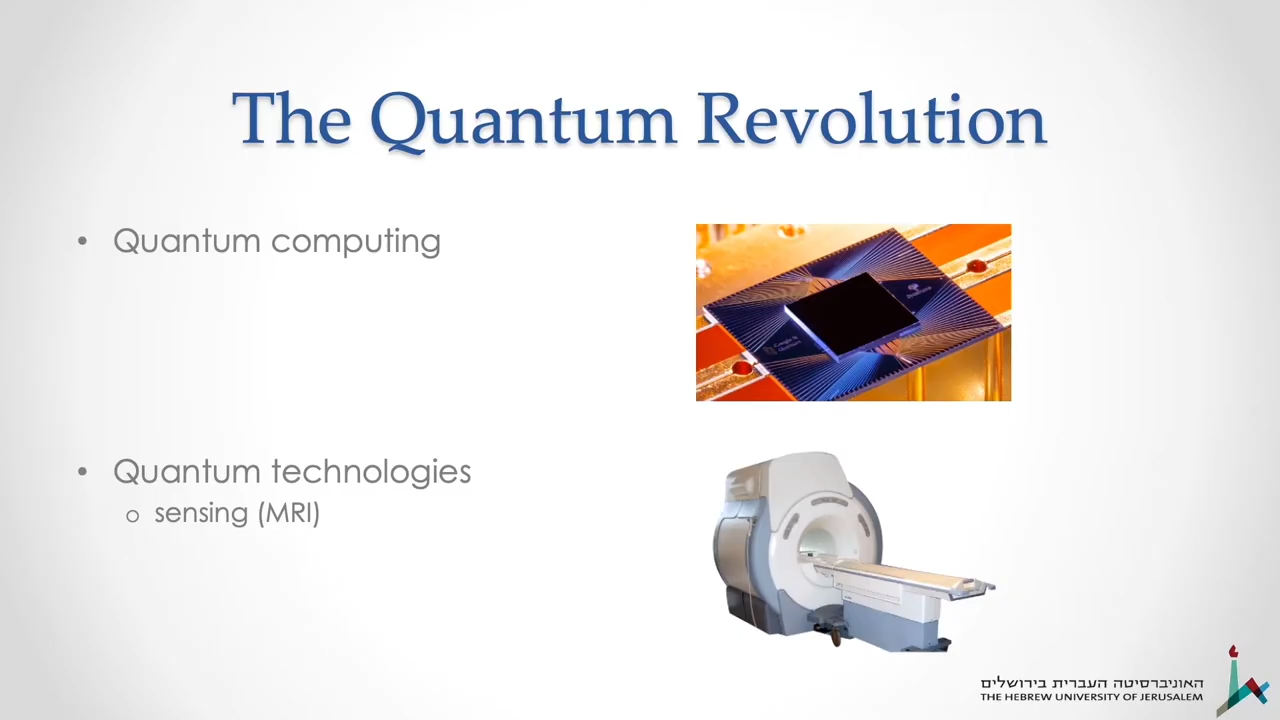 The Quantum Revolution
• Quantum computing
• Quantum technologies
o sensing (MRI)
האוניברסיטה העברית בירושלים
THE HEBREW UNIVERSITY OF JERUSALEM